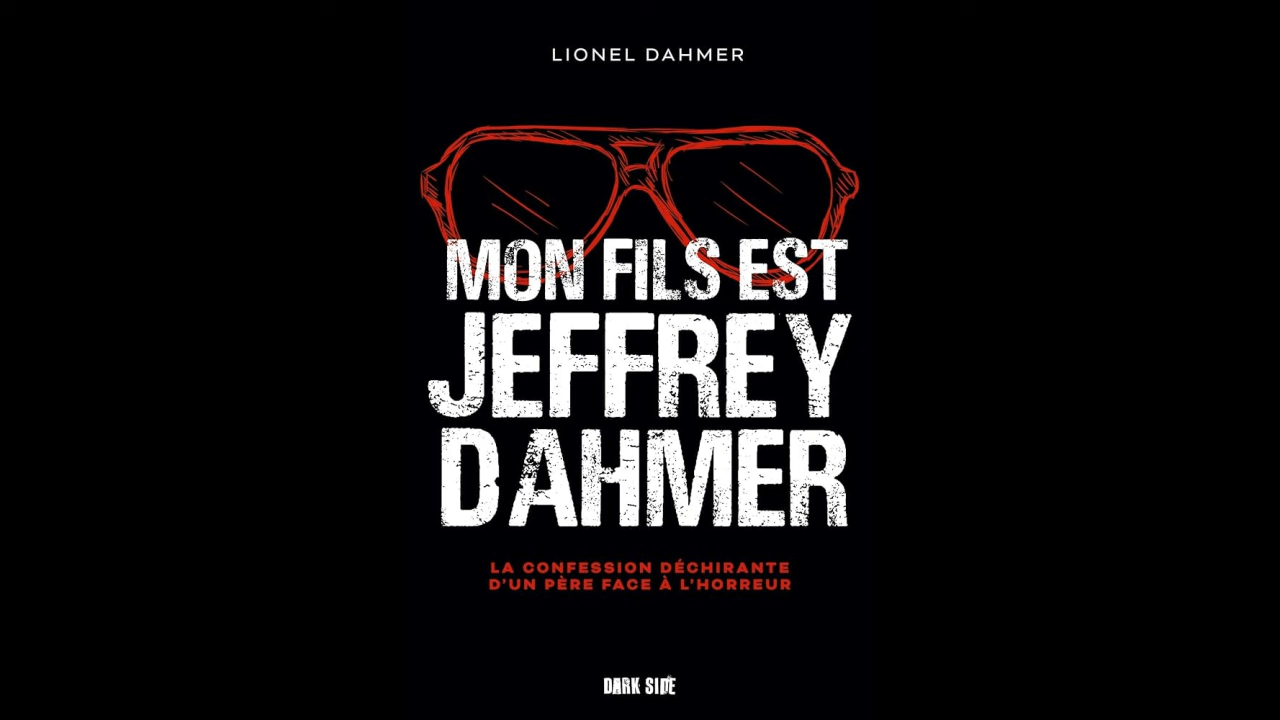 LIONEL DAHMER
MON FILS EST
JEFFREY
DAHMER
LA CONFESSION DÉCHIRANTE
D'UN PÈRE FACE À L'HORREUR
DARK SIDE